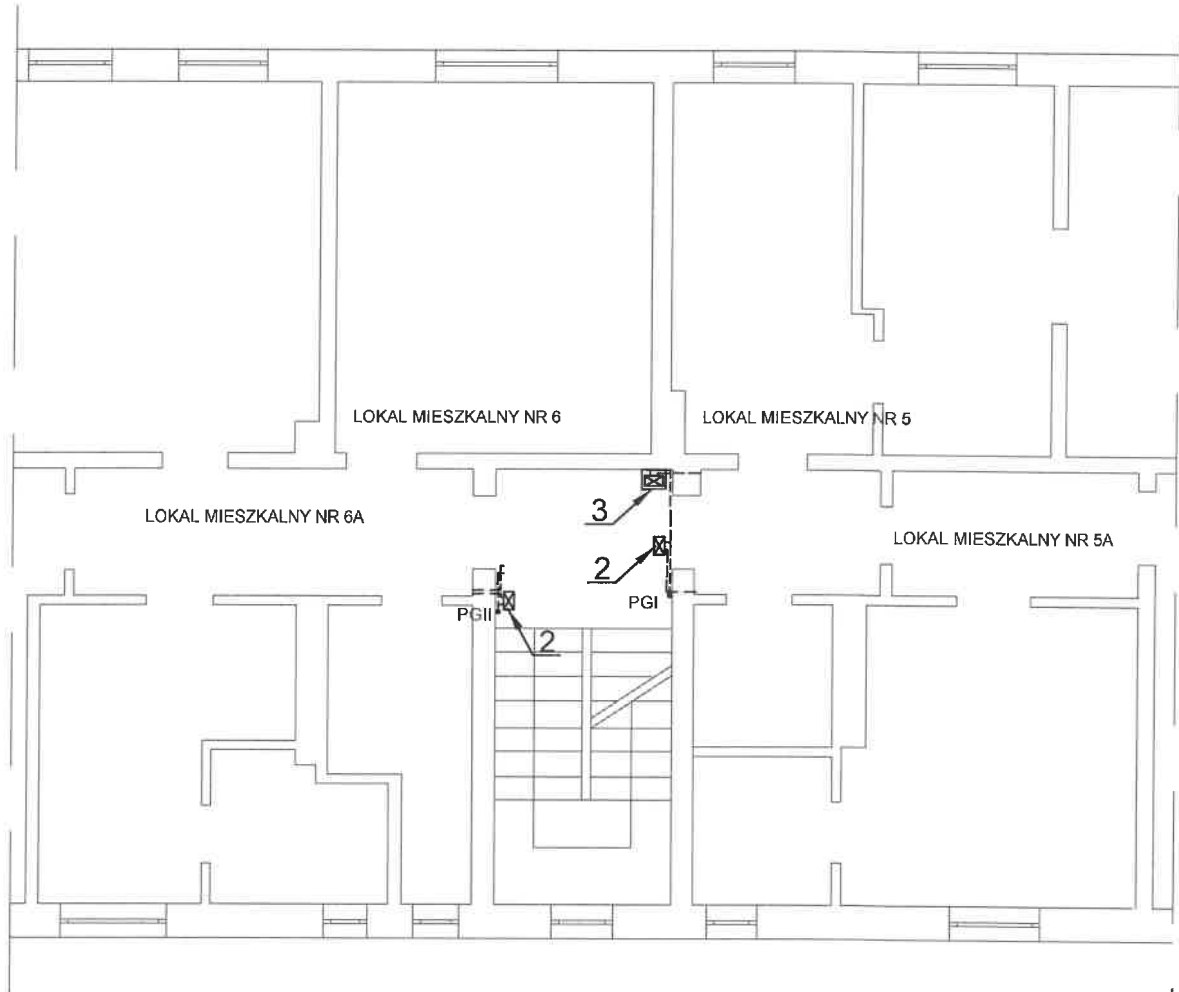 LOKAL MIESZKALNY NR 6
LOKAL MIESZKALNY NR 5
3
LOKAL MIESZKALNY NR 6A
LOKAL MIESZKALNY NR 5A
2
PGI
PGII
2